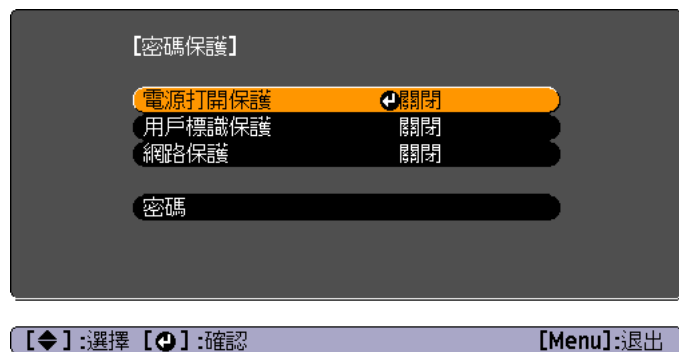 [密碼保護]
電源打開保護 關閉
用戶標識保護 關閉
網路保護 關閉
密碼
[◆]:選擇 [⏎]:確認 [Menu]:退出